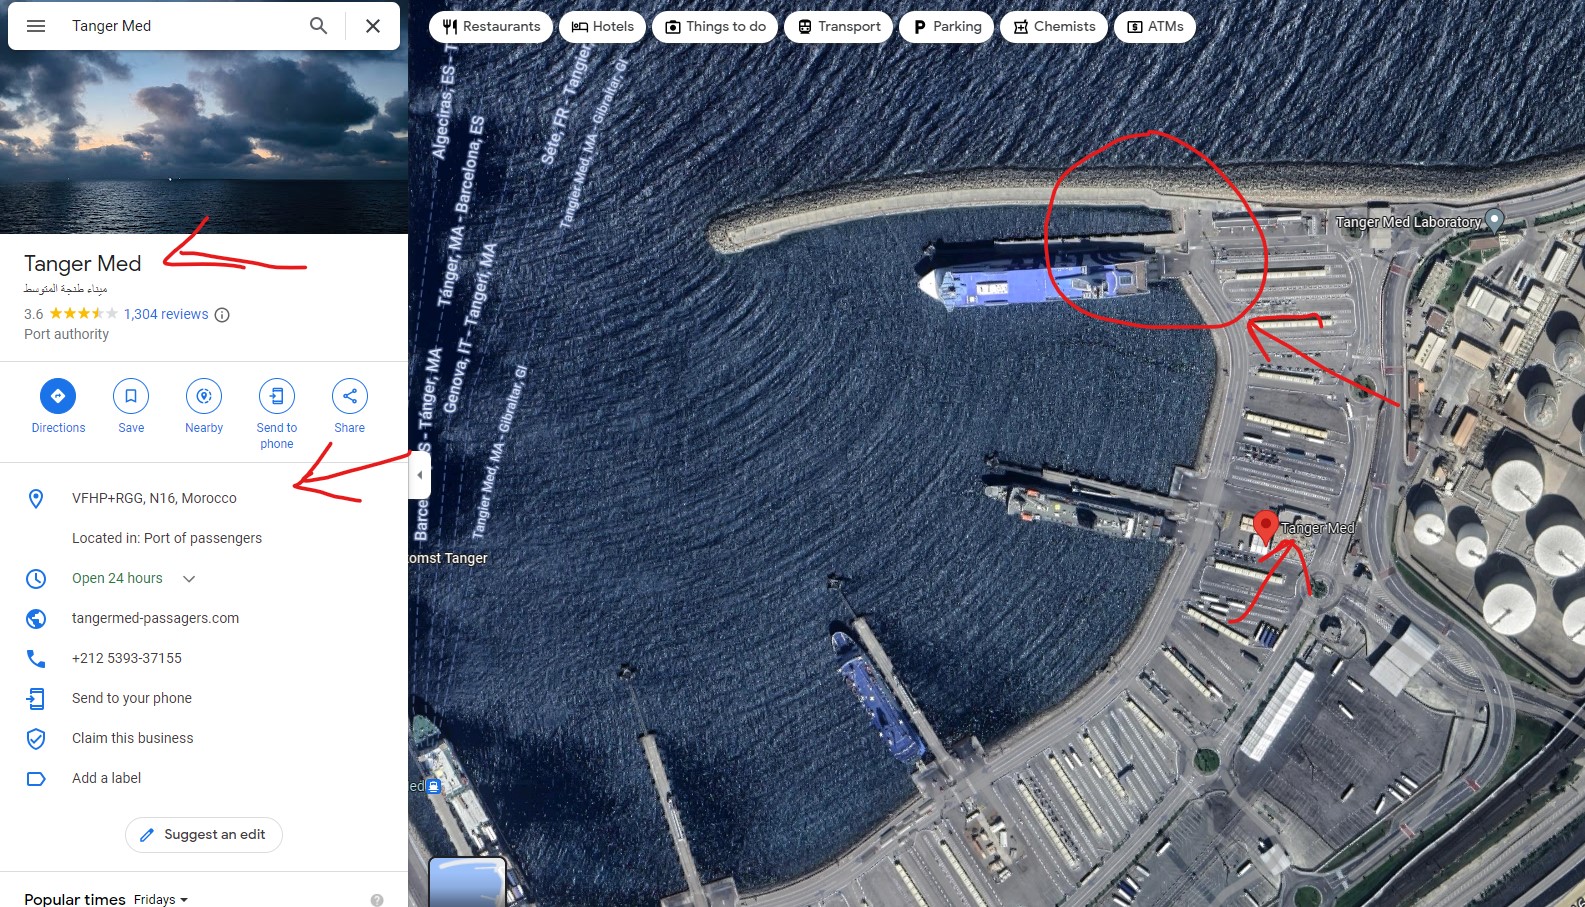 Tanger Med
Restaurants
Hotels
Things to do
Transport
Parking
Chemists
ATMs
Tanger Med
ميناء طنجة المتوسط
3.6 1,304 reviews
Port authority
Directions
Save
Nearby
Send to
phone
Share
VFHP+RGG, N16, Morocco
Located in: Port of passengers
Open 24 hours
tangermed-passagers.com
+212 5393-37155
Send to your phone
Claim this business
Add a label
Suggest an edit
Popular times Fridays
Algeciras, ES - T
Tánger, MA - Barcelona, ES
Sète, FR - Tangier
Tangier Med, MA - Gibraltar, GI
Genova, IT - Tangeri, MA
S - Tánger, MA
Barce
Tangier Med, MA - Gibraltar, GI
Tanger Med Laboratory
Tanger Med
omst Tanger
ed